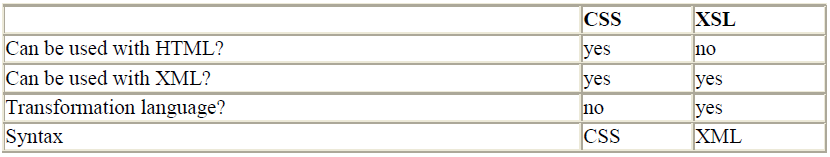 CSS XSL
Can be used with HTML? yes no
Can be used with XML? yes yes
Transformation language? no yes
Syntax CSS XML